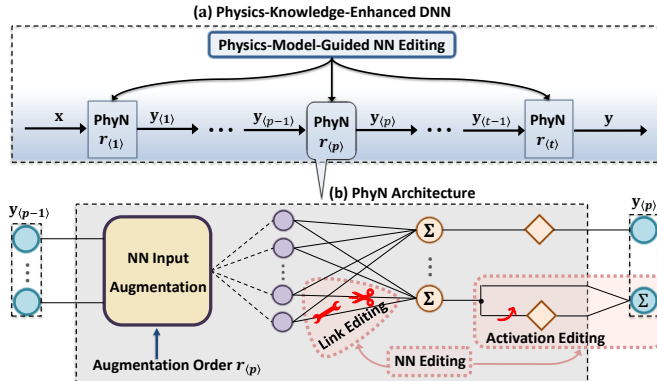 (a) Physics-Knowledge-Enhanced DNN
Physics-Model-Guided NN Editing
x
PhyN
r⟨1⟩
y⟨1⟩
• • •
y⟨p−1⟩
PhyN
r⟨p⟩
y⟨p⟩
• • •
y⟨t−1⟩
PhyN
r⟨t⟩
y
(b) PhyN Architecture
y⟨p−1⟩
NN Input
Augmentation
Σ
Σ
y⟨p⟩
Σ
Link Editing
Activation Editing
NN Editing
Augmentation Order r⟨p⟩